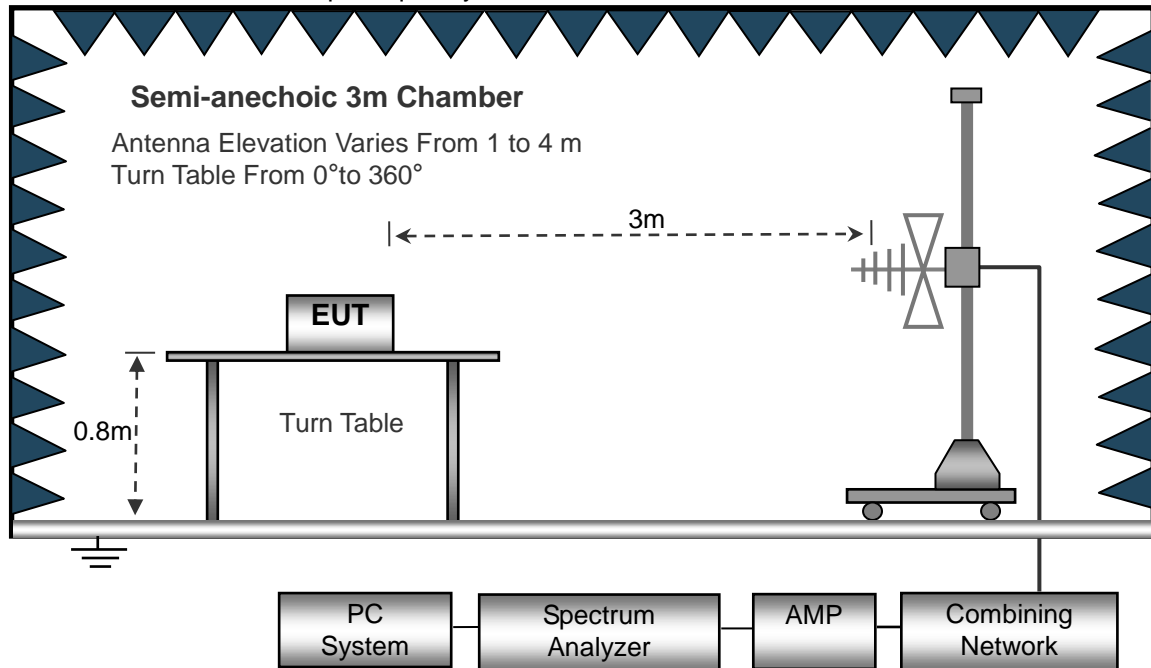 Semi-anechoic 3m Chamber
Antenna Elevation Varies From 1 to 4 m
Turn Table From 0°to 360°
3m
EUT
0.8m
Turn Table
PC
System
Spectrum
Analyzer
AMP
Combining
Network